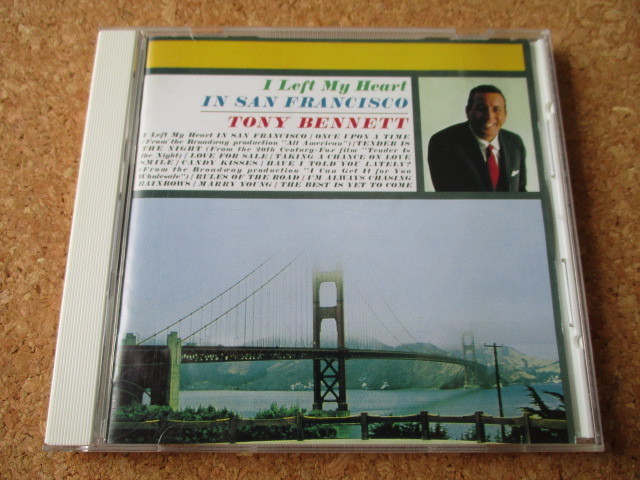 I Left My Heart
IN SAN FRANCISCO
TONY BENNETT
I Left My Heart IN SAN FRANCISCO / ONCE UPON A TIME
(From the Broadway production "All American") / TENDER IS
THE NIGHT (From the 20th Century-Fox film "Tender Is
the Night) / LOVE FOR SALE / TAKING A CHANCE ON LOVE
SMILE / CANDY KISSES / HAVE I TOLD YOU LATELY?
(From the Broadway production "I Can Get It for You
Wholesale") / RULES OF THE ROAD / I'M ALWAYS CHASING
RAINBOWS / MARRY YOUNG / THE BEST IS YET TO COME